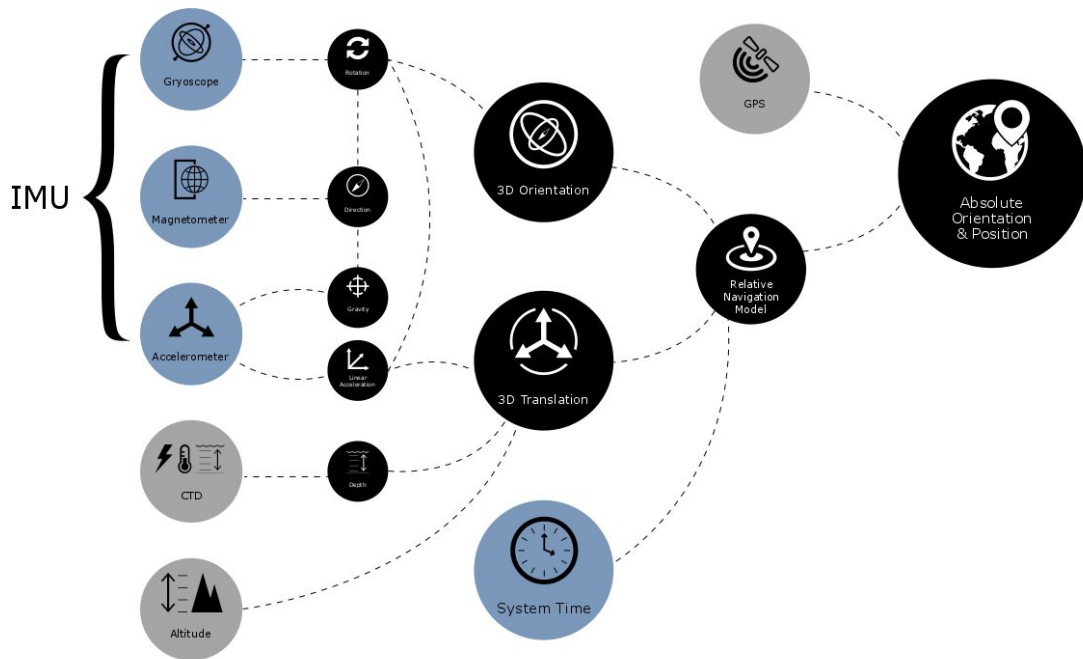 IMU
Gryoscope
Magnetometer
Accelerometer
CTD
Altitude
Rotation
Direction
Gravity
Linear
Acceleration
Depth
3D Orientation
3D Translation
System Time
GPS
Relative
Navigation
Model
Absolute
Orientation
& Position